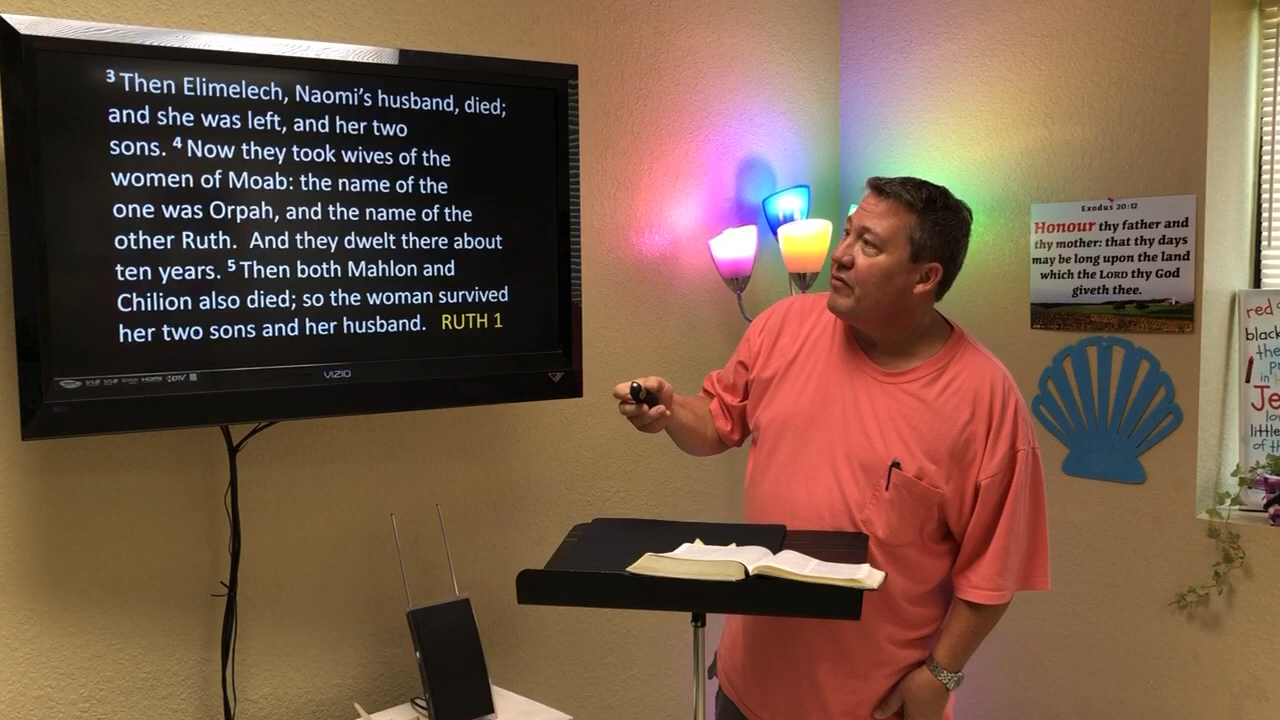 3 Then Elimelech, Naomi's husband, died;
and she was left, and her two
sons. 4 Now they took wives of the
women of Moab: the name of the
one was Orpah, and the name of the
other Ruth. And they dwelt there about
ten years. 5 Then both Mahlon and
Chilion also died; so the woman survived
her two sons and her husband. RUTH 1
VIZIO
Exodus 20:12
Honour thy father and
thy mother: that thy days
may be long upon the land
which the LORD thy God
giveth thee.
red
black
the
in
Je
little
of th